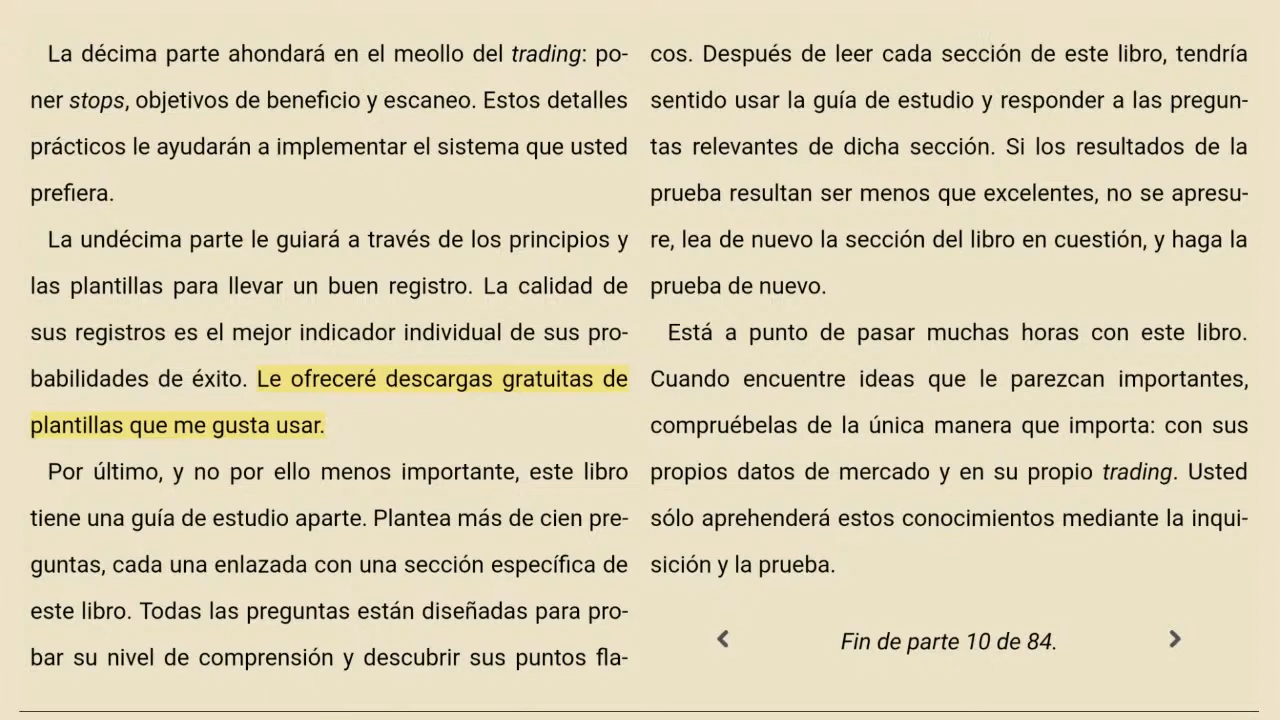 La décima parte ahondará en el meollo del trading: po-
ner stops, objetivos de beneficio y escaneo. Estos detalles
prácticos le ayudarán a implementar el sistema que usted
prefiera.
La undécima parte le guiará a través de los principios y
las plantillas para llevar un buen registro. La calidad de
sus registros es el mejor indicador individual de sus pro-
babilidades de éxito. Le ofreceré descargas gratuitas de
plantillas que me gusta usar.
Por último, y no por ello menos importante, este libro
tiene una guía de estudio aparte. Plantea más de cien pre-
guntas, cada una enlazada con una sección específica de
este libro. Todas las preguntas están diseñadas para pro-
bar su nivel de comprensión y descubrir sus puntos fla-
cos. Después de leer cada sección de este libro, tendría
sentido usar la guía de estudio y responder a las pregun-
tas relevantes de dicha sección. Si los resultados de la
prueba resultan ser menos que excelentes, no se apresu-
re, lea de nuevo la sección del libro en cuestión, y haga la
prueba de nuevo.
Está a punto de pasar muchas horas con este libro.
Cuando encuentre ideas que le parezcan importantes,
compruébelas de la única manera que importa: con sus
propios datos de mercado y en su propio trading. Usted
sólo aprehenderá estos conocimientos mediante la inqui-
sición y la prueba.
Fin de parte 10 de 84.